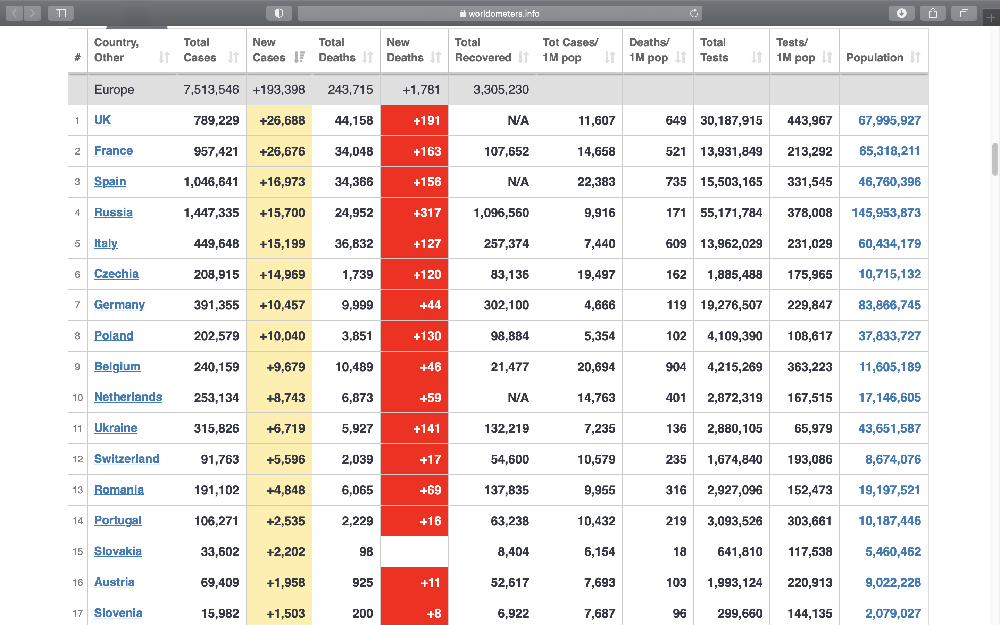 worldometers.info
# Country, Other Total Cases New Cases Total Deaths New Deaths Total Recovered Tot Cases/ 1M pop Deaths/ 1M pop Total Tests Tests/ 1M pop Population
Europe 7,513,546 +193,398 243,715 +1,781 3,305,230
1 UK 789,229 +26,688 44,158 +191 N/A 11,607 649 30,187,915 443,967 67,995,927
2 France 957,421 +26,676 34,048 +163 107,652 14,658 521 13,931,849 213,292 65,318,211
3 Spain 1,046,641 +16,973 34,366 +156 N/A 22,383 735 15,503,165 331,545 46,760,396
4 Russia 1,447,335 +15,700 24,952 +317 1,096,560 9,916 171 55,171,784 378,008 145,953,873
5 Italy 449,648 +15,199 36,832 +127 257,374 7,440 609 13,962,029 231,029 60,434,179
6 Czechia 208,915 +14,969 1,739 +120 83,136 19,497 162 1,885,488 175,965 10,715,132
7 Germany 391,355 +10,457 9,999 +44 302,100 4,666 119 19,276,507 229,847 83,866,745
8 Poland 202,579 +10,040 3,851 +130 98,884 5,354 102 4,109,390 108,617 37,833,727
9 Belgium 240,159 +9,679 10,489 +46 21,477 20,694 904 4,215,269 363,223 11,605,189
10 Netherlands 253,134 +8,743 6,873 +59 N/A 14,763 401 2,872,319 167,515 17,146,605
11 Ukraine 315,826 +6,719 5,927 +141 132,219 7,235 136 2,880,105 65,979 43,651,587
12 Switzerland 91,763 +5,596 2,039 +17 54,600 10,579 235 1,674,840 193,086 8,674,076
13 Romania 191,102 +4,848 6,065 +69 137,835 9,955 316 2,927,096 152,473 19,197,521
14 Portugal 106,271 +2,535 2,229 +16 63,238 10,432 219 3,093,526 303,661 10,187,446
15 Slovakia 33,602 +2,202 98 8,404 6,154 18 641,810 117,538 5,460,462
16 Austria 69,409 +1,958 925 +11 52,617 7,693 103 1,993,124 220,913 9,022,228
17 Slovenia 15,982 +1,503 200 +8 6,922 7,687 96 299,660 144,135 2,079,027